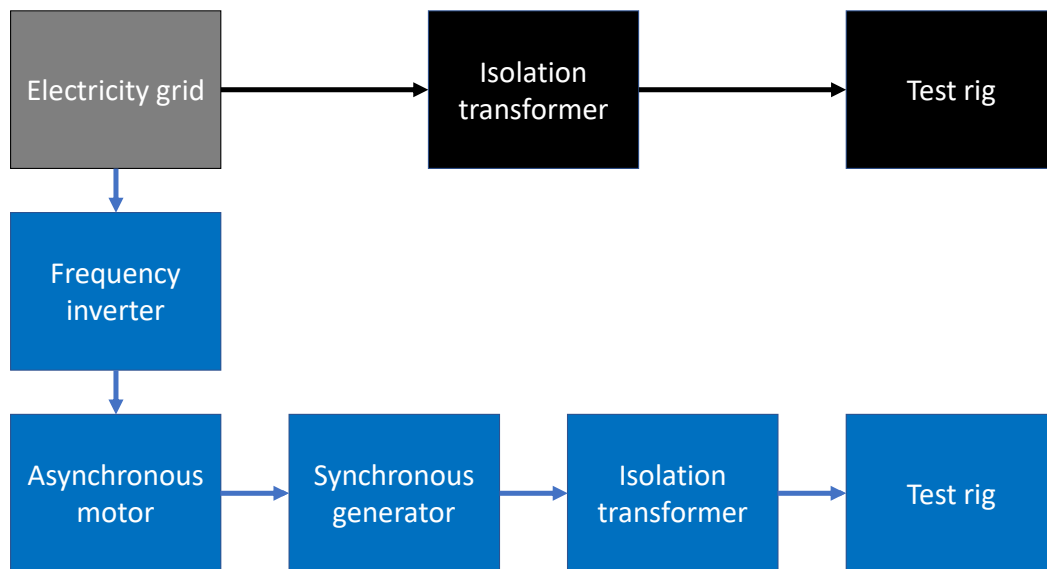 Electricity grid
Isolation
transformer
Test rig
Frequency
inverter
Asynchronous
motor
Synchronous
generator
Isolation
transformer
Test rig